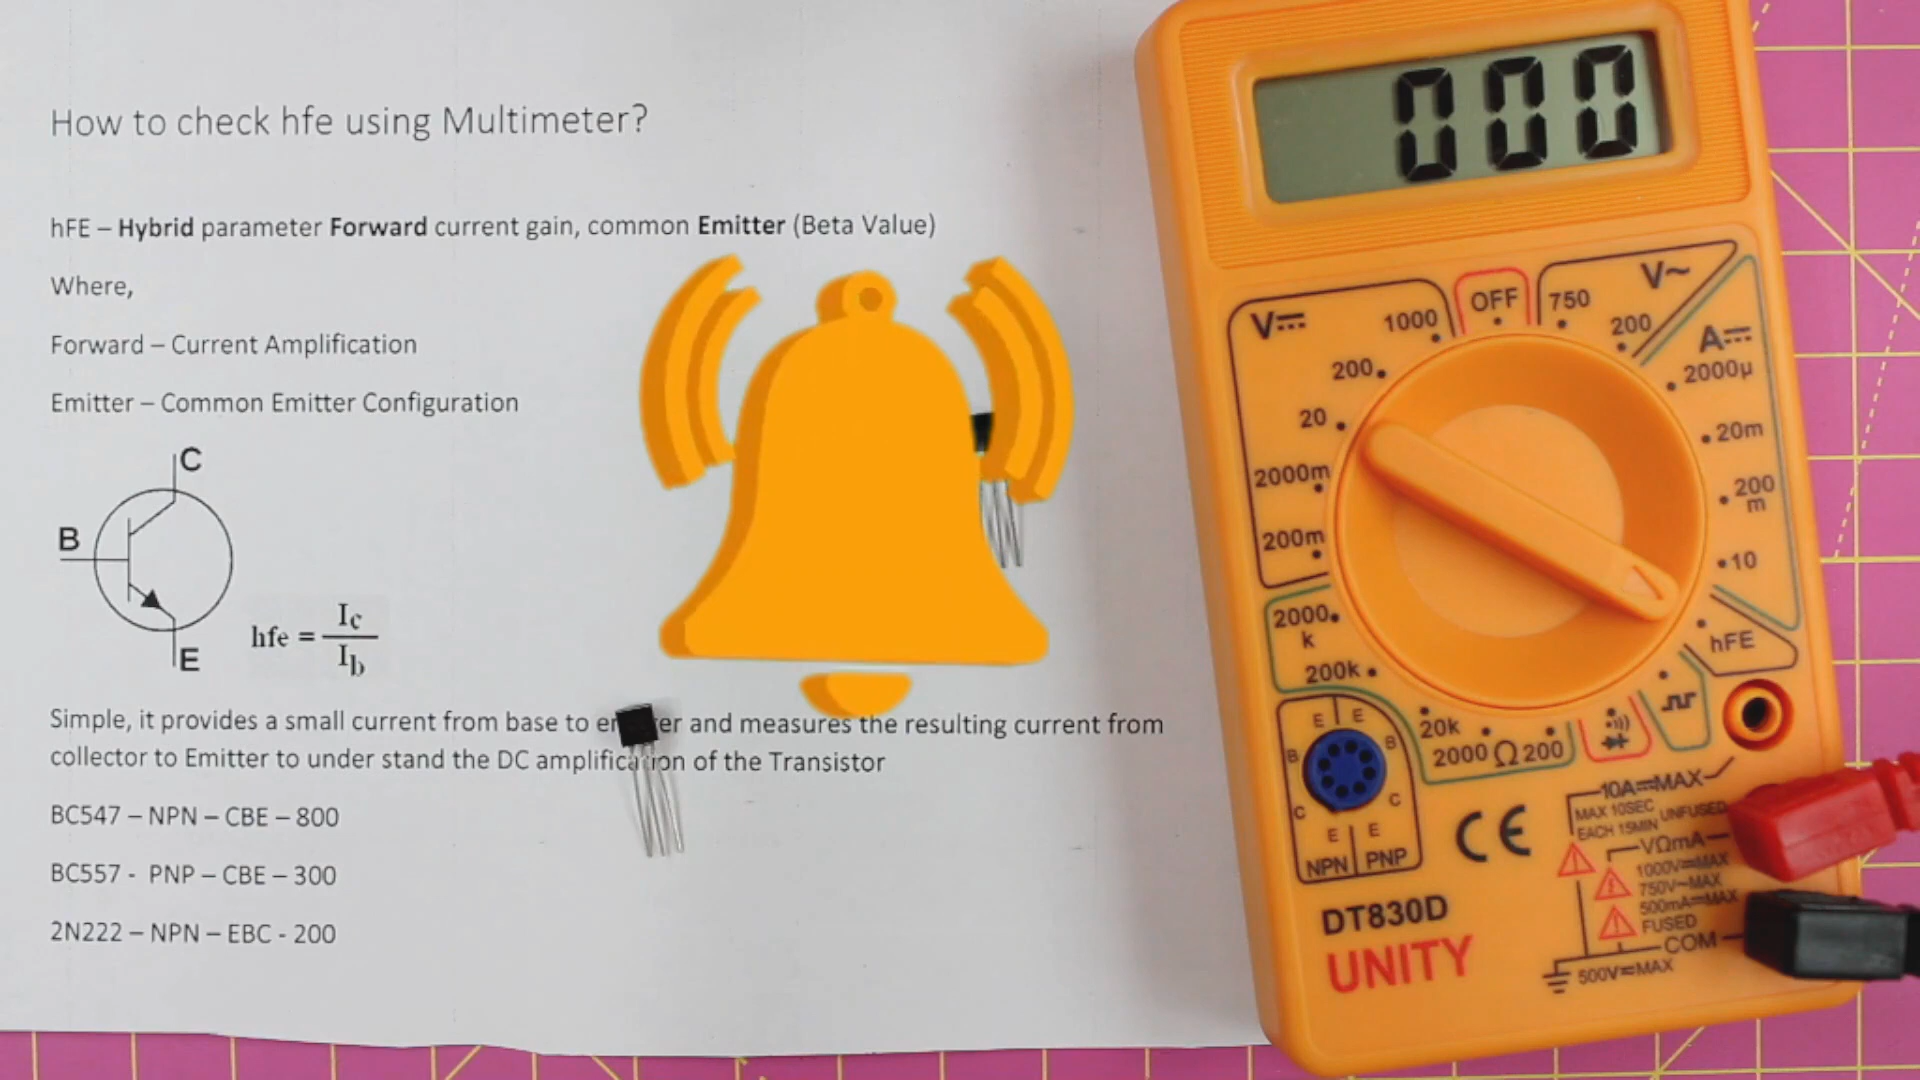 How to check hfe using Multimeter?
hFE – Hybrid parameter Forward current gain, common Emitter (Beta Value)
Where,
Forward – Current Amplification
Emitter – Common Emitter Configuration
C
B
E
hfe = Ic / Ib
Simple, it provides a small current from base to er and measures the resulting current from
collector to Emitter to under stand the DC amplification of the Transistor
BC547 – NPN – CBE – 800
BC557 - PNP – CBE – 300
2N222 – NPN – EBC - 200
000
OFF
V⎓
1000
200
20
2000m
200m
750
V~
200
A⎓
2000µ
20m
200
m
10
hFE
2000
k
200k
20k
2000 Ω 200
E E
B B
C C
E E
NPN PNP
CE
DT830D
UNITY
10A⎓MAX
MAX 10SEC UNFUSED
EACH 15MIN
VΩmA
1000V⎓MAX
750V~MAX
500mA⎓MAX
FUSED
COM
500V⎓MAX